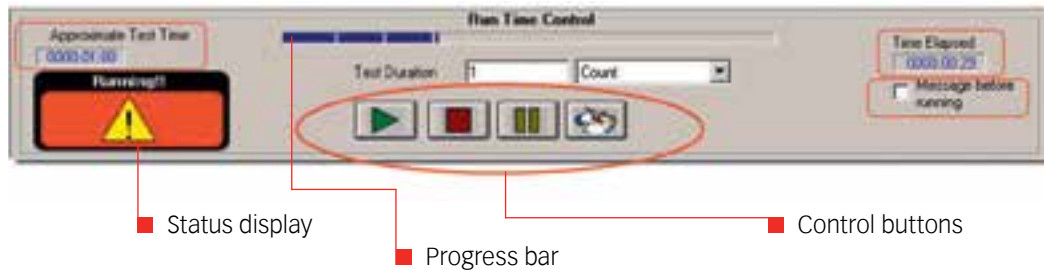 Run Time Control
Approximate Test Time
0000:01:00
Running!!
Test Duration 1 Count
Time Elapsed
0000:00:29
Message before
running
Status display
Control buttons
Progress bar